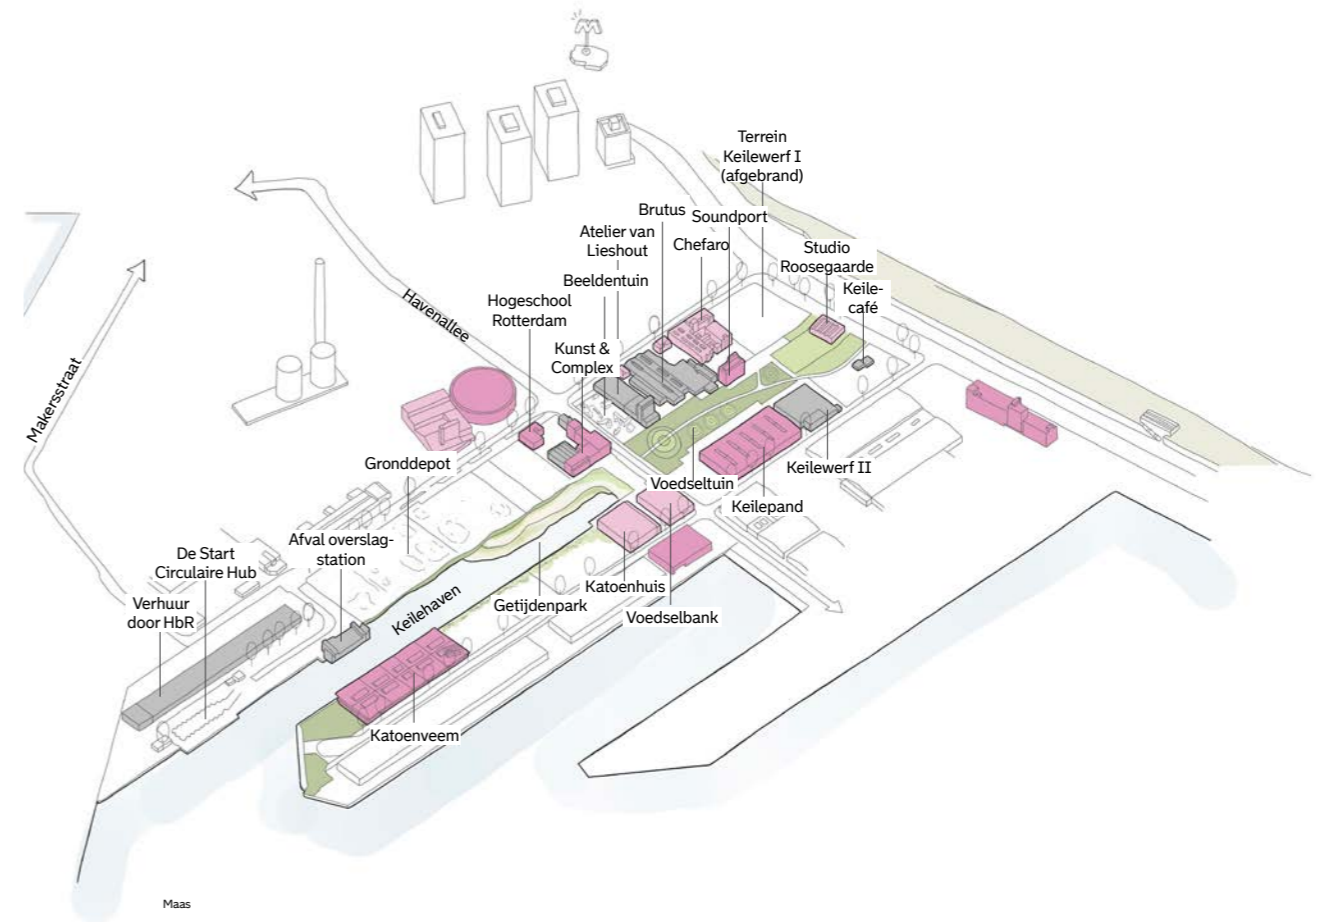 Terrein
Keilewerf I
(afgebrand)
Brutus
Soundport
Atelier van
Lieshout
Chefaro
Studio
Roosegaarde
Beeldentuin
Keile-
café
Hogeschool
Rotterdam
Havenallee
Kunst &
Complex
Makersstraat
Gronddepot
Keilewerf II
Voedseltuin
Keilepand
Afval overslag-
station
De Start
Circulaire Hub
Katoenhuis
Getijdenpark
Keilehaven
Voedselbank
Verhuur
door HbR
Katoenveem
Maas